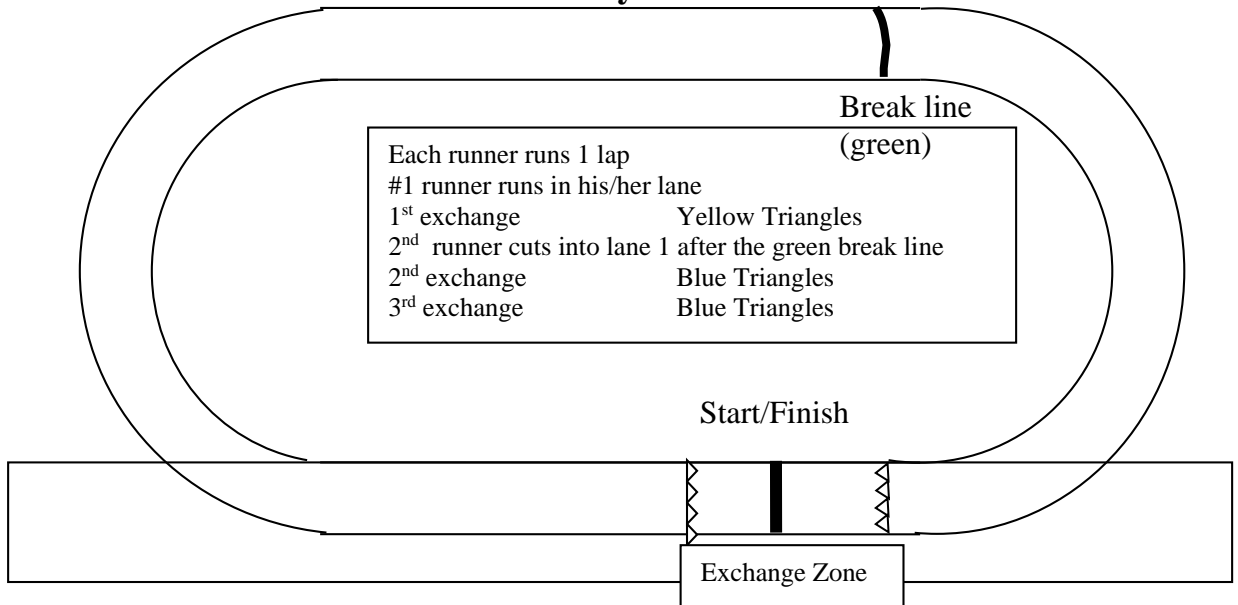 Break line
(green)
Each runner runs 1 lap
#1 runner runs in his/her lane
1st exchange Yellow Triangles
2nd runner cuts into lane 1 after the green break line
2nd exchange Blue Triangles
3rd exchange Blue Triangles
Start/Finish
Exchange Zone